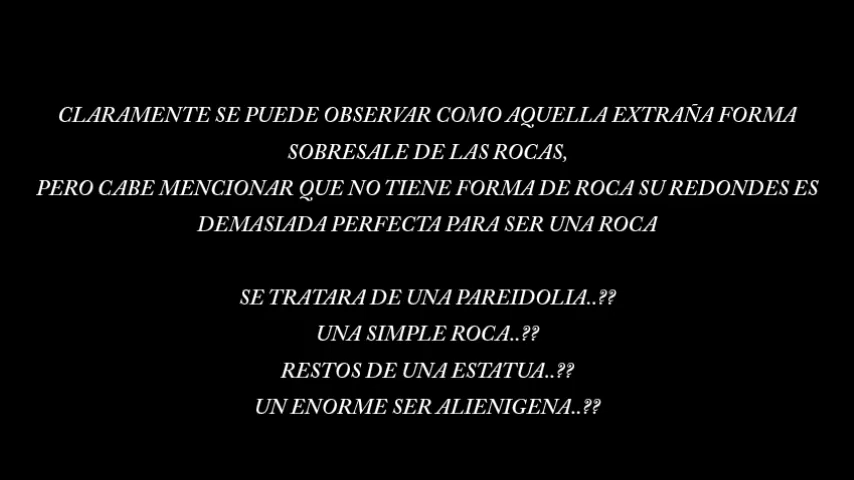 CLARAMENTE SE PUEDE OBSERVAR COMO AQUELLA EXTRAÑA FORMA
SOBRESALE DE LAS ROCAS,
PERO CABE MENCIONAR QUE NO TIENE FORMA DE ROCA SU REDONDES ES
DEMASIADA PERFECTA PARA SER UNA ROCA
SE TRATARA DE UNA PAREIDOLIA..??
UNA SIMPLE ROCA..??
RESTOS DE UNA ESTATUA..??
UN ENORME SER ALIENIGENA..??